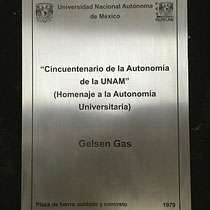 Universidad Nacional Autónoma
de México
“Cincuentenario de la Autonomía
de la UNAM”
(Homenaje a la Autonomía
Universitaria)
Gelsen Gas
Placa de hierro soldado y concreto 1979